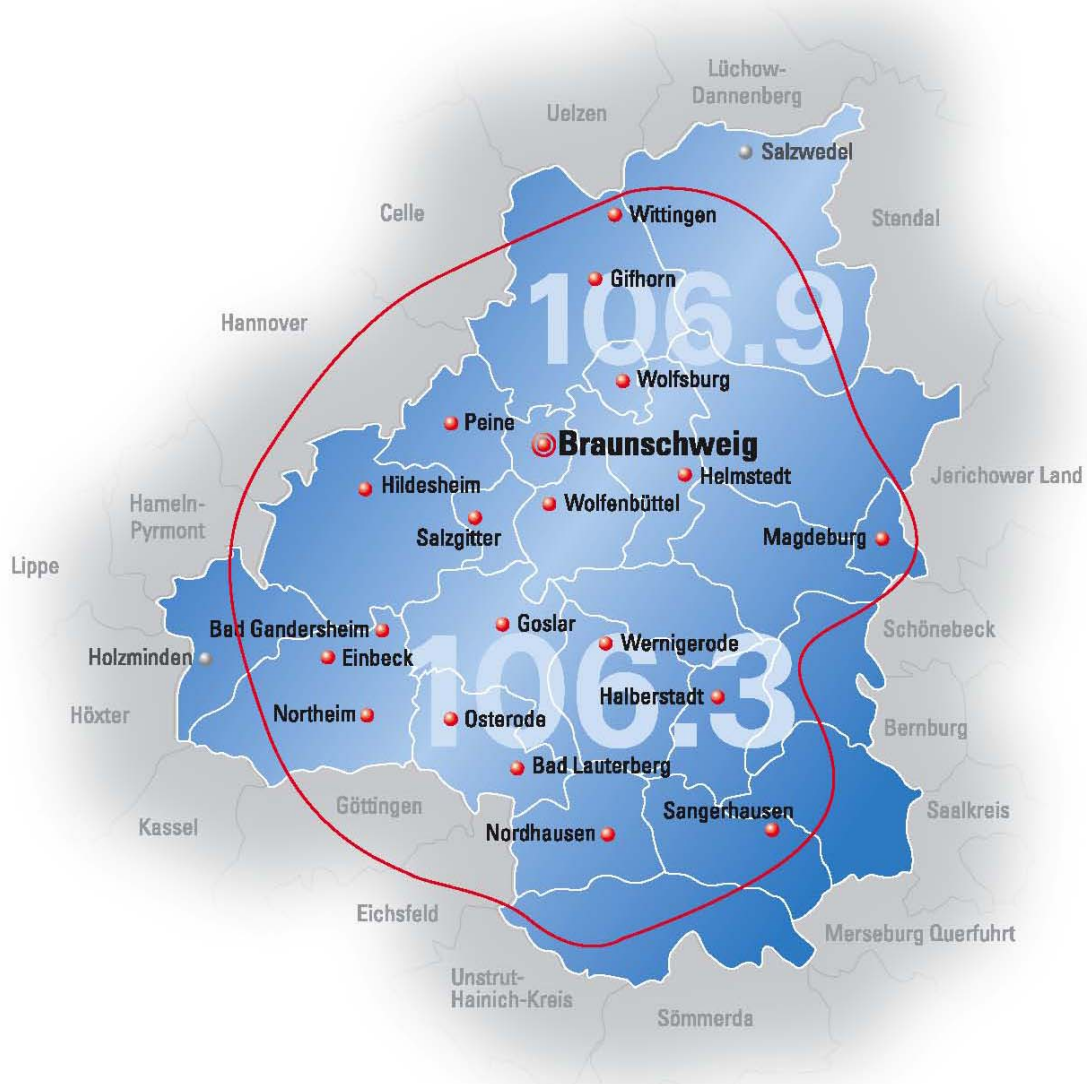 Lüchow-
Dannenberg
Uelzen
Salzwedel
Celle
Wittingen
Stendal
Gifhorn
106.9
Hannover
Wolfsburg
Peine
Braunschweig
Helmstedt
Jerichower Land
Hildesheim
Hameln-
Pyrmont
Wolfenbüttel
Salzgitter
Magdeburg
Lippe
Goslar
Bad Gandersheim
Schönebeck
Wernigerode
Holzminden
Einbeck
106.3
Halberstadt
Höxter
Northeim
Osterode
Bernburg
Bad Lauterberg
Göttingen
Sangerhausen
Saalkreis
Kassel
Nordhausen
Eichsfeld
Merseburg Querfuhrt
Unstrut-
Hainich-Kreis
Sömmerda